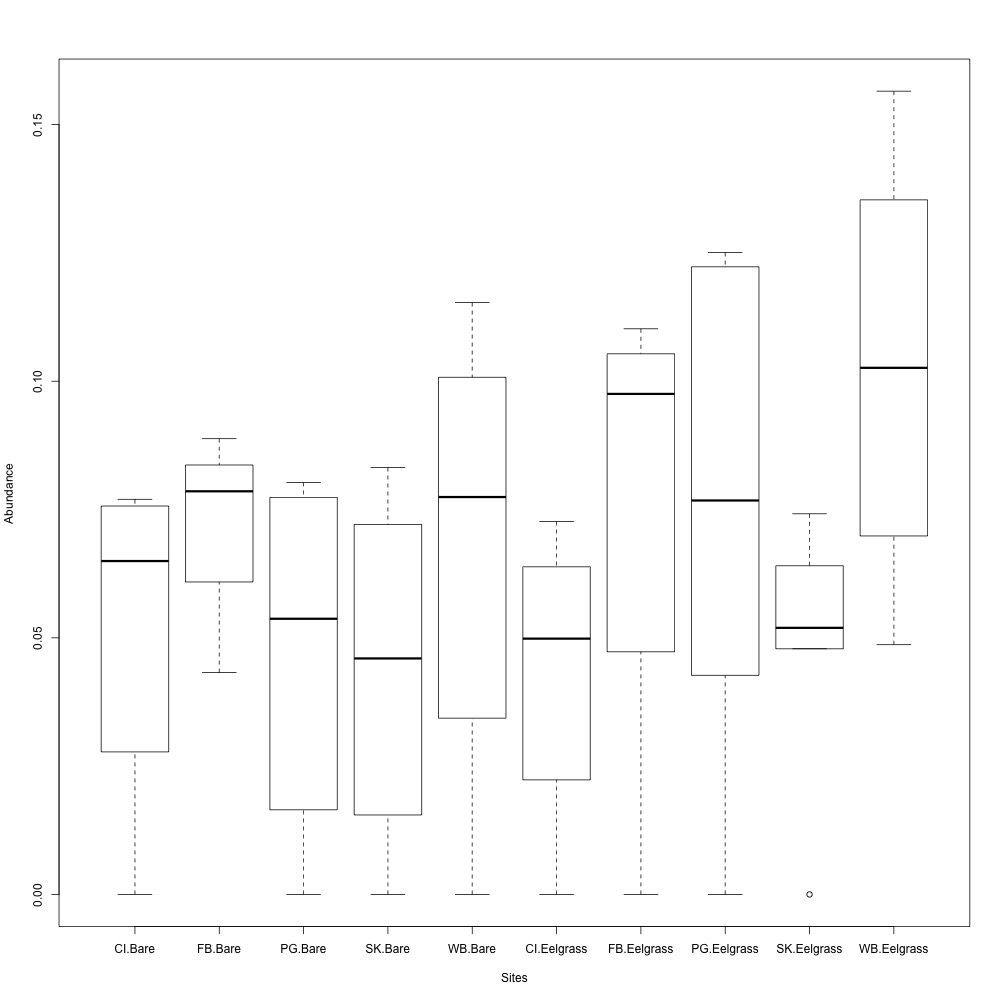 0.15
0.10
0.05
0.00
Abundance
CI.Bare FB.Bare PG.Bare SK.Bare WB.Bare CI.Eelgrass FB.Eelgrass PG.Eelgrass SK.Eelgrass WB.Eelgrass
Sites